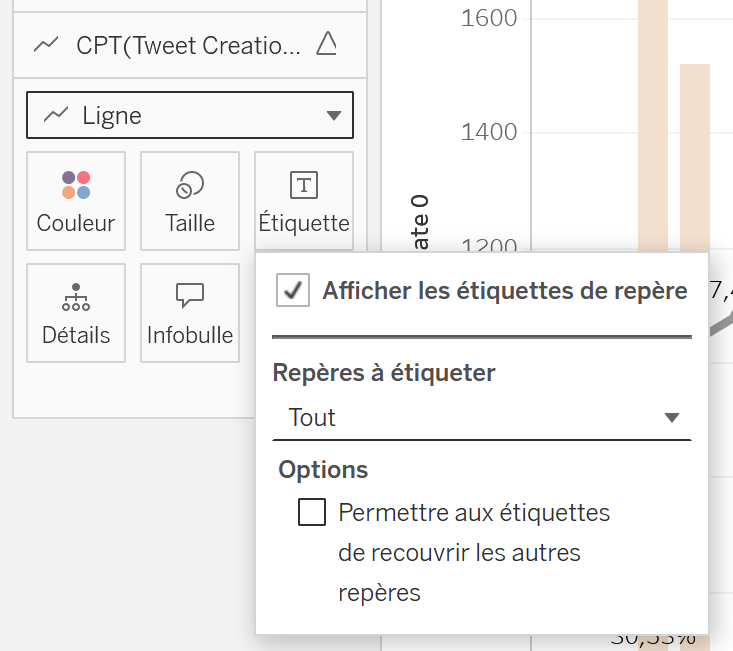 CPT(Tweet Creatio...
Ligne
Couleur
Taille
Étiquette
Détails
Infobulle
1600
1400
1200
ate 0
Afficher les étiquettes de repère
Repères à étiqueter
Tout
Options
Permettre aux étiquettes
de recouvrir les autres
repères
7,4
30,53%